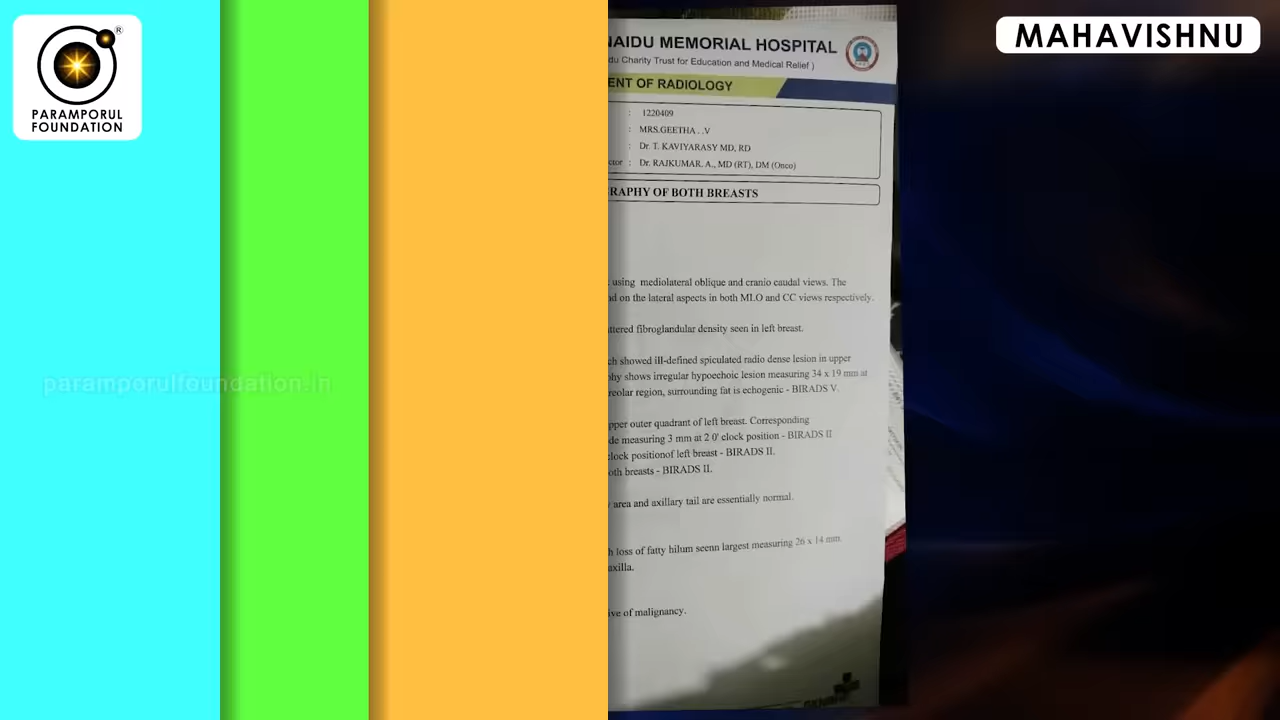 PARAMPORUL
FOUNDATION
®
MAHAVISHNU
NAIDU MEMORIAL HOSPITAL
du Charity Trust for Education and Medical Relief )
ENT OF RADIOLOGY
: 1220409
: MRS.GEETHA . .V
: Dr. T. KAVIYARASY MD, RD
ctor : Dr. RAJKUMAR. A., MD (RT), DM (Onco)
RAPHY OF BOTH BREASTS
using mediolateral oblique and cranio caudal views. The
d on the lateral aspects in both MLO and CC views respectively.
ttered fibroglandular density seen in left breast.
paramporulfoundation.in
ch showed ill-defined spiculated radio dense lesion in upper
phy shows irregular hypoechoic lesion measuring 34 x 19 mm at
reolar region, surrounding fat is echogenic - BIRADS V
pper outer quadrant of left breast. Corresponding
de measuring 3 mm at 2 0' clock position - BIRADS II
clock positionof left breast - BIRADS II.
oth breasts - BIRADS II.
area and axillary tail are essentially normal.
h loss of fatty hilum seenn largest measuring 26 x 14 mm.
axilla.
ive of malignancy.